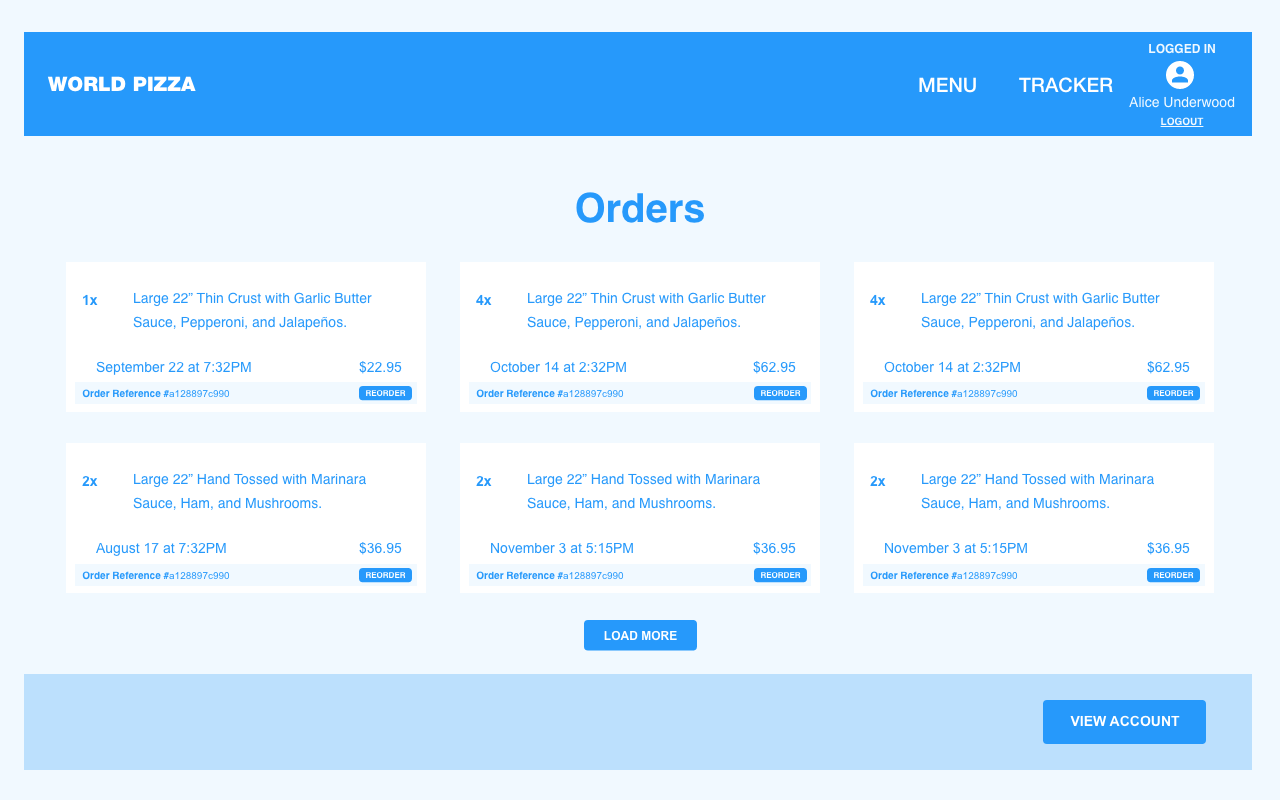 WORLD PIZZA
MENU
TRACKER
LOGGED IN
Alice Underwood
LOGOUT
Orders
1x
Large 22” Thin Crust with Garlic Butter
Sauce, Pepperoni, and Jalapeños.
September 22 at 7:32PM
$22.95
Order Reference #a128897c990
REORDER
4x
Large 22” Thin Crust with Garlic Butter
Sauce, Pepperoni, and Jalapeños.
October 14 at 2:32PM
$62.95
Order Reference #a128897c990
REORDER
4x
Large 22” Thin Crust with Garlic Butter
Sauce, Pepperoni, and Jalapeños.
October 14 at 2:32PM
$62.95
Order Reference #a128897c990
REORDER
2x
Large 22” Hand Tossed with Marinara
Sauce, Ham, and Mushrooms.
August 17 at 7:32PM
$36.95
Order Reference #a128897c990
REORDER
2x
Large 22” Hand Tossed with Marinara
Sauce, Ham, and Mushrooms.
November 3 at 5:15PM
$36.95
Order Reference #a128897c990
REORDER
2x
Large 22” Hand Tossed with Marinara
Sauce, Ham, and Mushrooms.
November 3 at 5:15PM
$36.95
Order Reference #a128897c990
REORDER
LOAD MORE
VIEW ACCOUNT